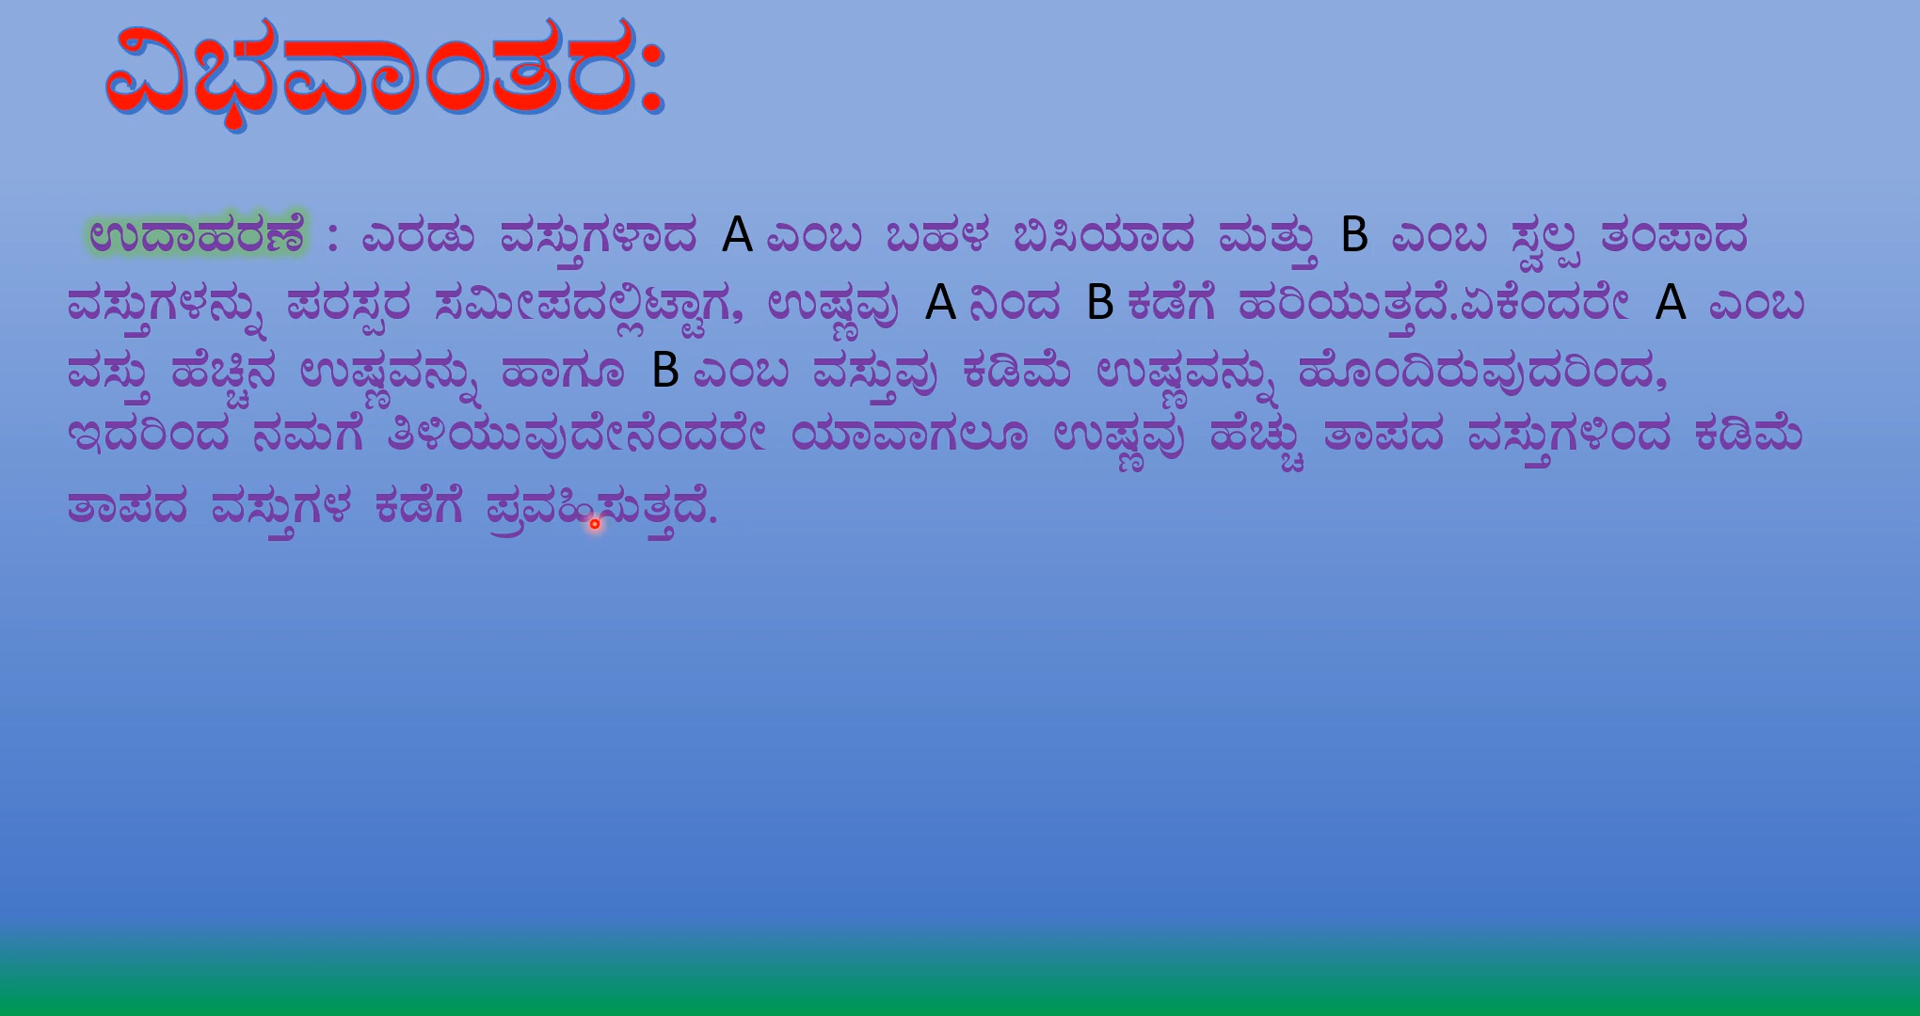 ವಿಭವಾಂತರ:
ಉದಾಹರಣೆ : ಎರಡು ವಸ್ತುಗಳಾದ A ಎಂಬ ಬಹಳ ಬಿಸಿಯಾದ ಮತ್ತು B ಎಂಬ ಸ್ವಲ್ಪ ತಂಪಾದ
ವಸ್ತುಗಳನ್ನು ಪರಸ್ಪರ ಸಮೀಪದಲ್ಲಿಟ್ಟಾಗ, ಉಷ್ಣವು A ನಿಂದ B ಕಡೆಗೆ ಹರಿಯುತ್ತದೆ.ಏಕೆಂದರೇ A ಎಂಬ
ವಸ್ತು ಹೆಚ್ಚಿನ ಉಷ್ಣವನ್ನು ಹಾಗೂ B ಎಂಬ ವಸ್ತುವು ಕಡಿಮೆ ಉಷ್ಣವನ್ನು ಹೊಂದಿರುವುದರಿಂದ,
ಇದರಿಂದ ನಮಗೆ ತಿಳಿಯುವುದೇನೆಂದರೇ ಯಾವಾಗಲೂ ಉಷ್ಣವು ಹೆಚ್ಚು ತಾಪದ ವಸ್ತುಗಳಿಂದ ಕಡಿಮೆ
ತಾಪದ ವಸ್ತುಗಳ ಕಡೆಗೆ ಪ್ರವಹಿಸುತ್ತದೆ.